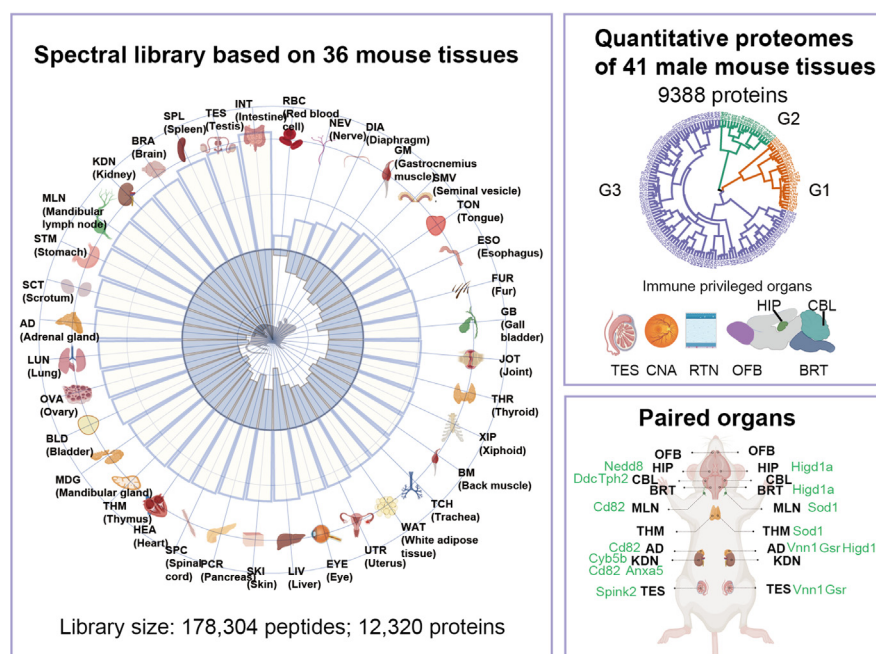 Spectral library based on 36 mouse tissues
INT
(Intestine)
RBC
(Red blood
cell)
NEV
(Nerve)
DIA
(Diaphragm)
GM
(Gastrocnemius
muscle)
SMV
(Seminal vesicle)
TON
(Tongue)
ESO
(Esophagus)
FUR
(Fur)
GB
(Gall
bladder)
JOT
(Joint)
THR
(Thyroid)
XIP
(Xiphoid)
BM
(Back muscle)
TCH
(Trachea)
WAT
(White adipose
tissue)
UTR
(Uterus)
EYE
(Eye)
LIV
(Liver)
SKI
(Skin)
PCR
(Pancreas)
SPC
(Spinal
cord)
HEA
(Heart)
THM
(Thymus)
MDG
(Mandibular gland)
BLD
(Bladder)
OVA
(Ovary)
LUN
(Lung)
AD
(Adrenal gland)
SCT
(Scrotum)
STM
(Stomach)
MLN
(Mandibular
lymph node)
KDN
(Kidney)
BRA
(Brain)
SPL
(Spleen)
TES
(Testis)
Library size: 178,304 peptides; 12,320 proteins
Quantitative proteomes
of 41 male mouse tissues
9388 proteins
G2
G3
G1
Immune privileged organs
HIP
CBL
TES CNA RTN OFB BRT
Paired organs
OFB OFB
Nedd8 HIP HIP Higd1a
DdcTph2 CBL CBL
BRT BRT Higd1a
Cd82 MLN MLN Sod1
THM THM Sod1
Cd82 AD AD Vnn1 Gsr Higd1
Cyb5b KDN KDN
Cd82 Anxa5
Spink2 TES TES Vnn1 Gsr